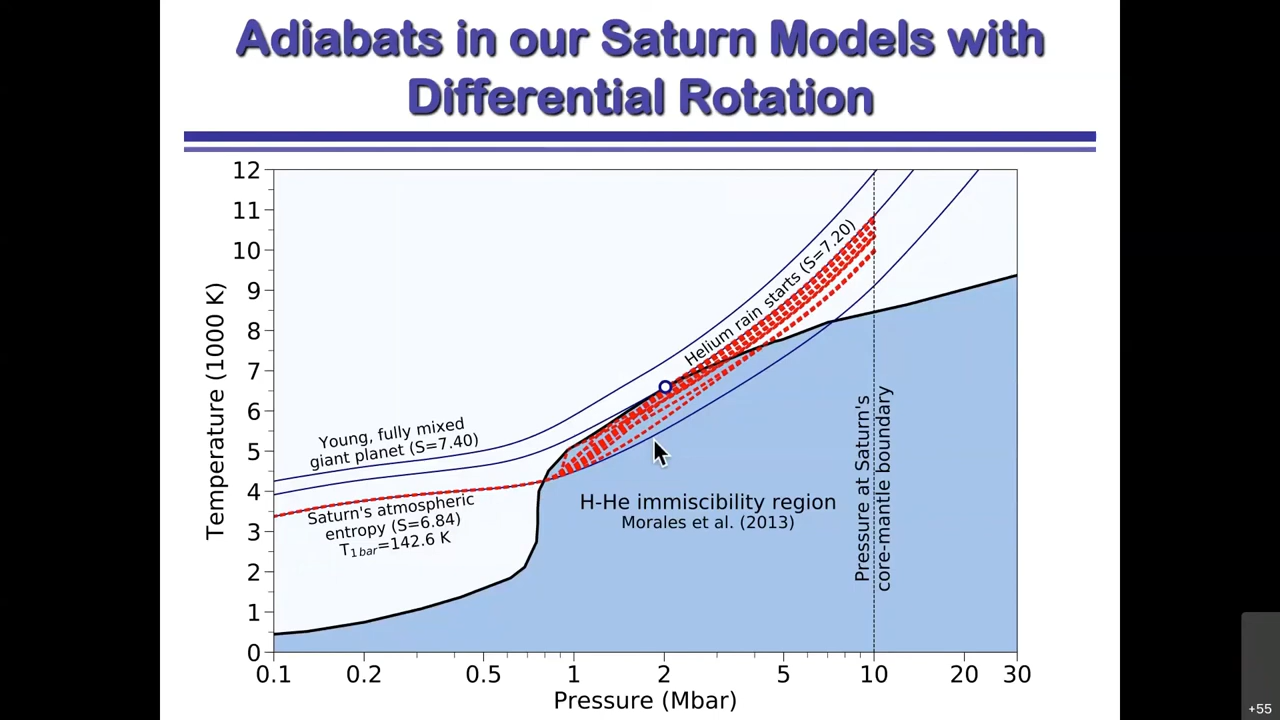 Adiabats in our Saturn Models with
Differential Rotation
12
11
10
9
8
7
6
5
4
3
2
1
0
Temperature (1000 K)
Helium rain starts (S=7.20)
Young, fully mixed
giant planet (S=7.40)
Saturn's atmospheric
entropy (S=6.84)
T1bar=142.6 K
H-He immiscibility region
Morales et al. (2013)
Pressure at Saturn's
core-mantle boundary
0.1 0.2 0.5 1 2 5 10 20 30
Pressure (Mbar)
+55